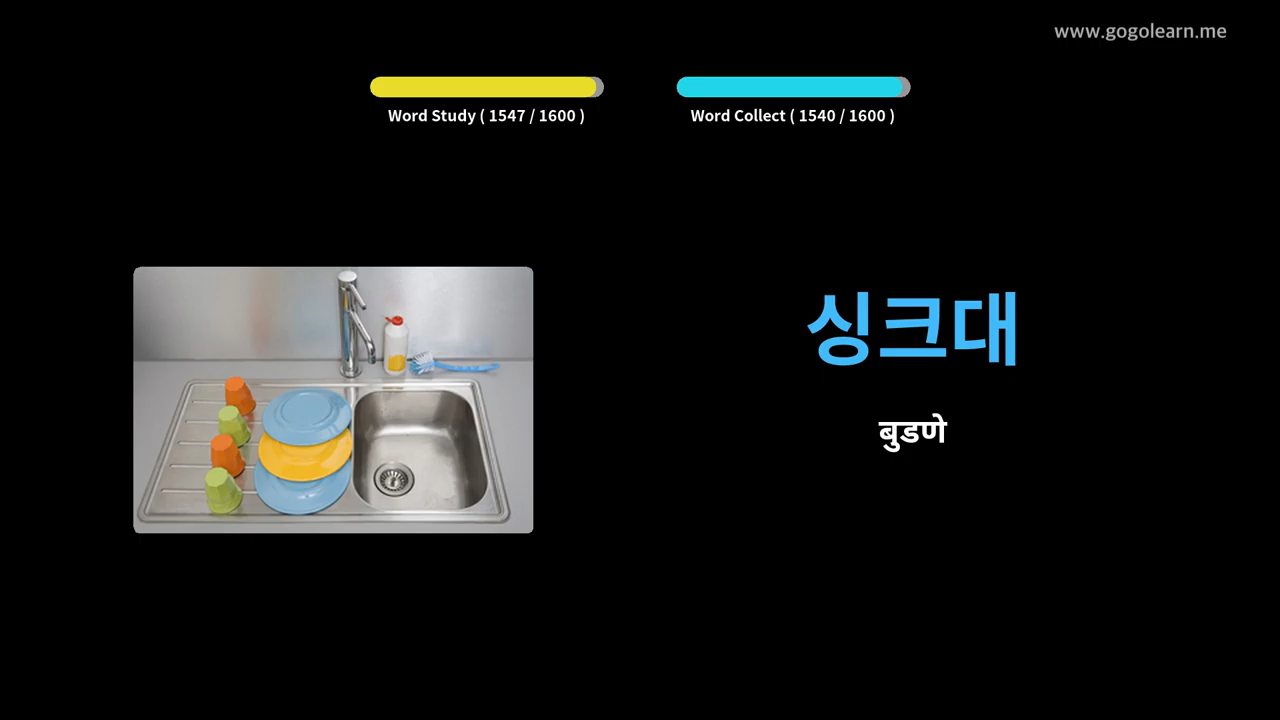 www.gogolearn.me
Word Study ( 1547 / 1600 )
Word Collect ( 1540 / 1600 )
싱크대
बुडणे